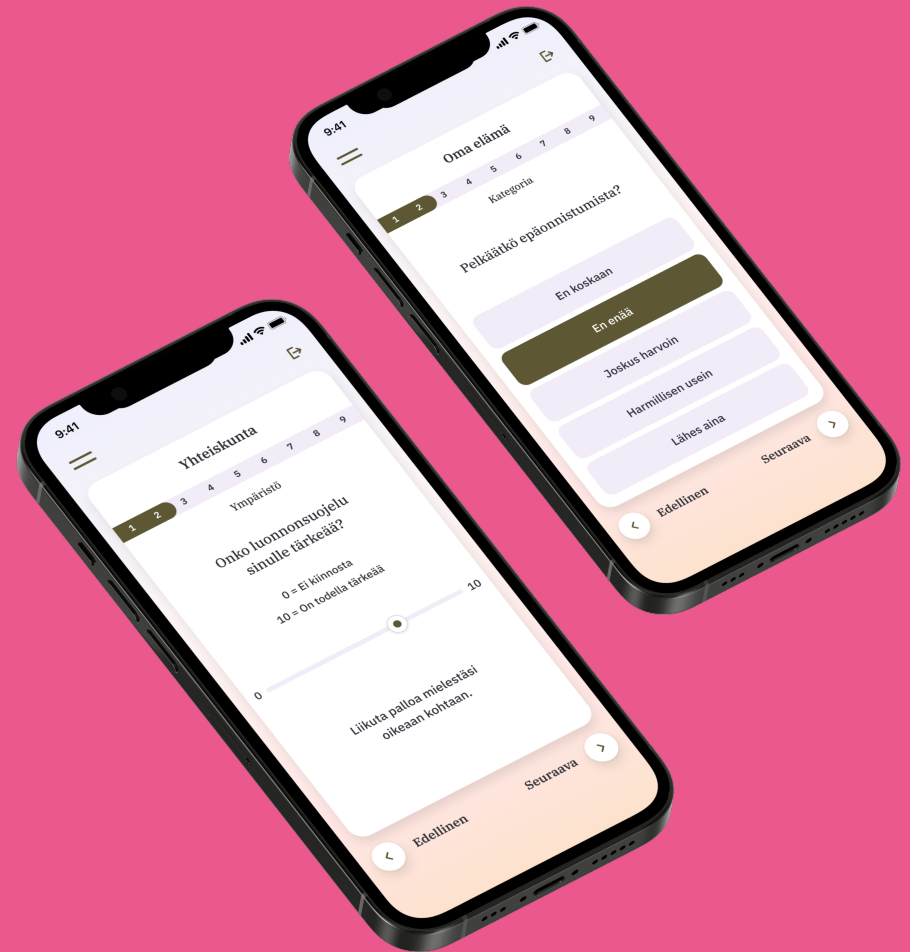 9:41
Yhteiskunta
1 2 3 4 5 6 7 8 9
Ympäristö
Onko luonnonsuojelu
sinulle tärkeää?
0 = Ei kiinnosta
10 = On todella tärkeää
0 10
Liikuta palloa mielestäsi
oikeaan kohtaan.
Edellinen Seuraava
9:41
Oma elämä
1 2 3 4 5 6 7 8 9
Kategoria
Pelkäätkö epäonnistumista?
En koskaan
En enää
Joskus harvoin
Harmillisen usein
Lähes aina
Edellinen Seuraava